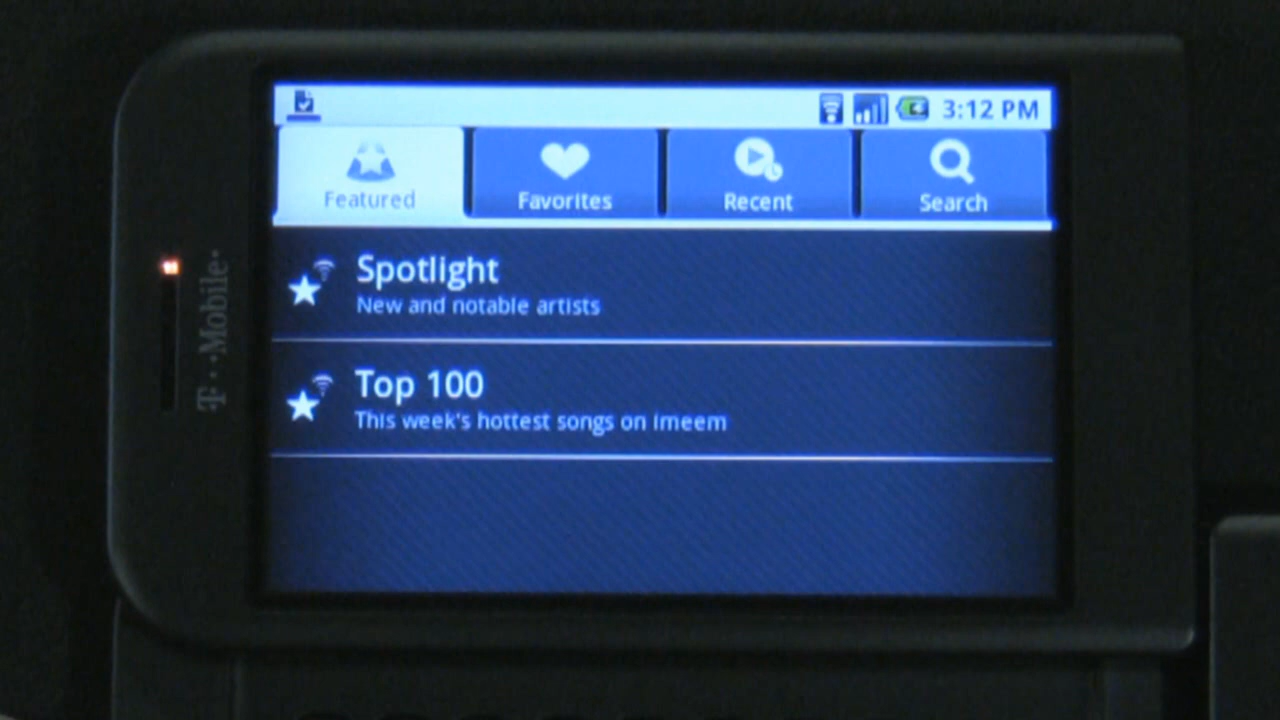 3:12 PM
Featured
Favorites
Recent
Search
Spotlight
New and notable artists
Top 100
This week's hottest songs on imeem
T··Mobile·